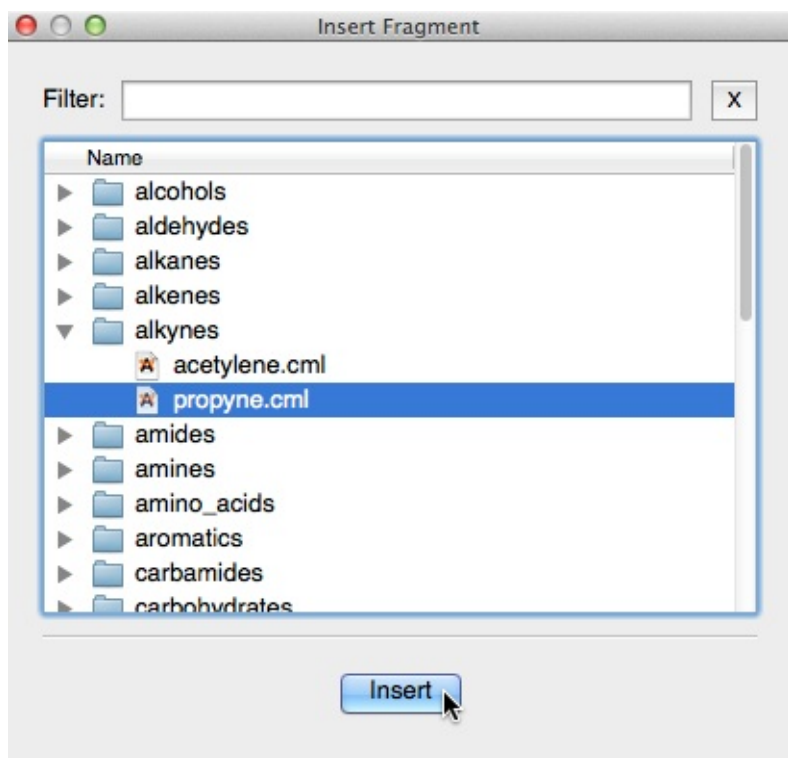 Insert Fragment
Filter:
X
Name
alcohols
aldehydes
alkanes
alkenes
alkynes
acetylene.cml
propyne.cml
amides
amines
amino_acids
aromatics
carbamides
carbohydrates
Insert